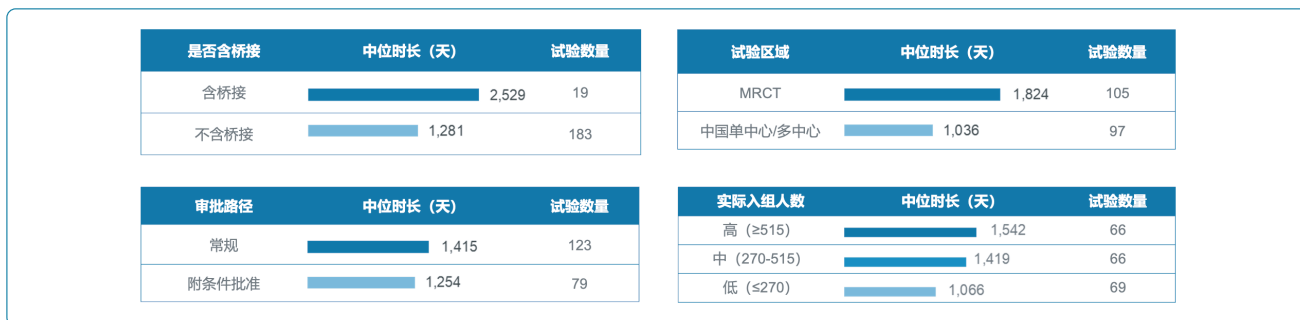 是否含桥接 中位时长（天） 试验数量
含桥接 2,529 19
不含桥接 1,281 183
试验区域 中位时长（天） 试验数量
MRCT 1,824 105
中国单中心/多中心 1,036 97
审批路径 中位时长（天） 试验数量
常规 1,415 123
附条件批准 1,254 79
实际入组人数 中位时长（天） 试验数量
高（≥515） 1,542 66
中（270-515） 1,419 66
低（≤270） 1,066 69